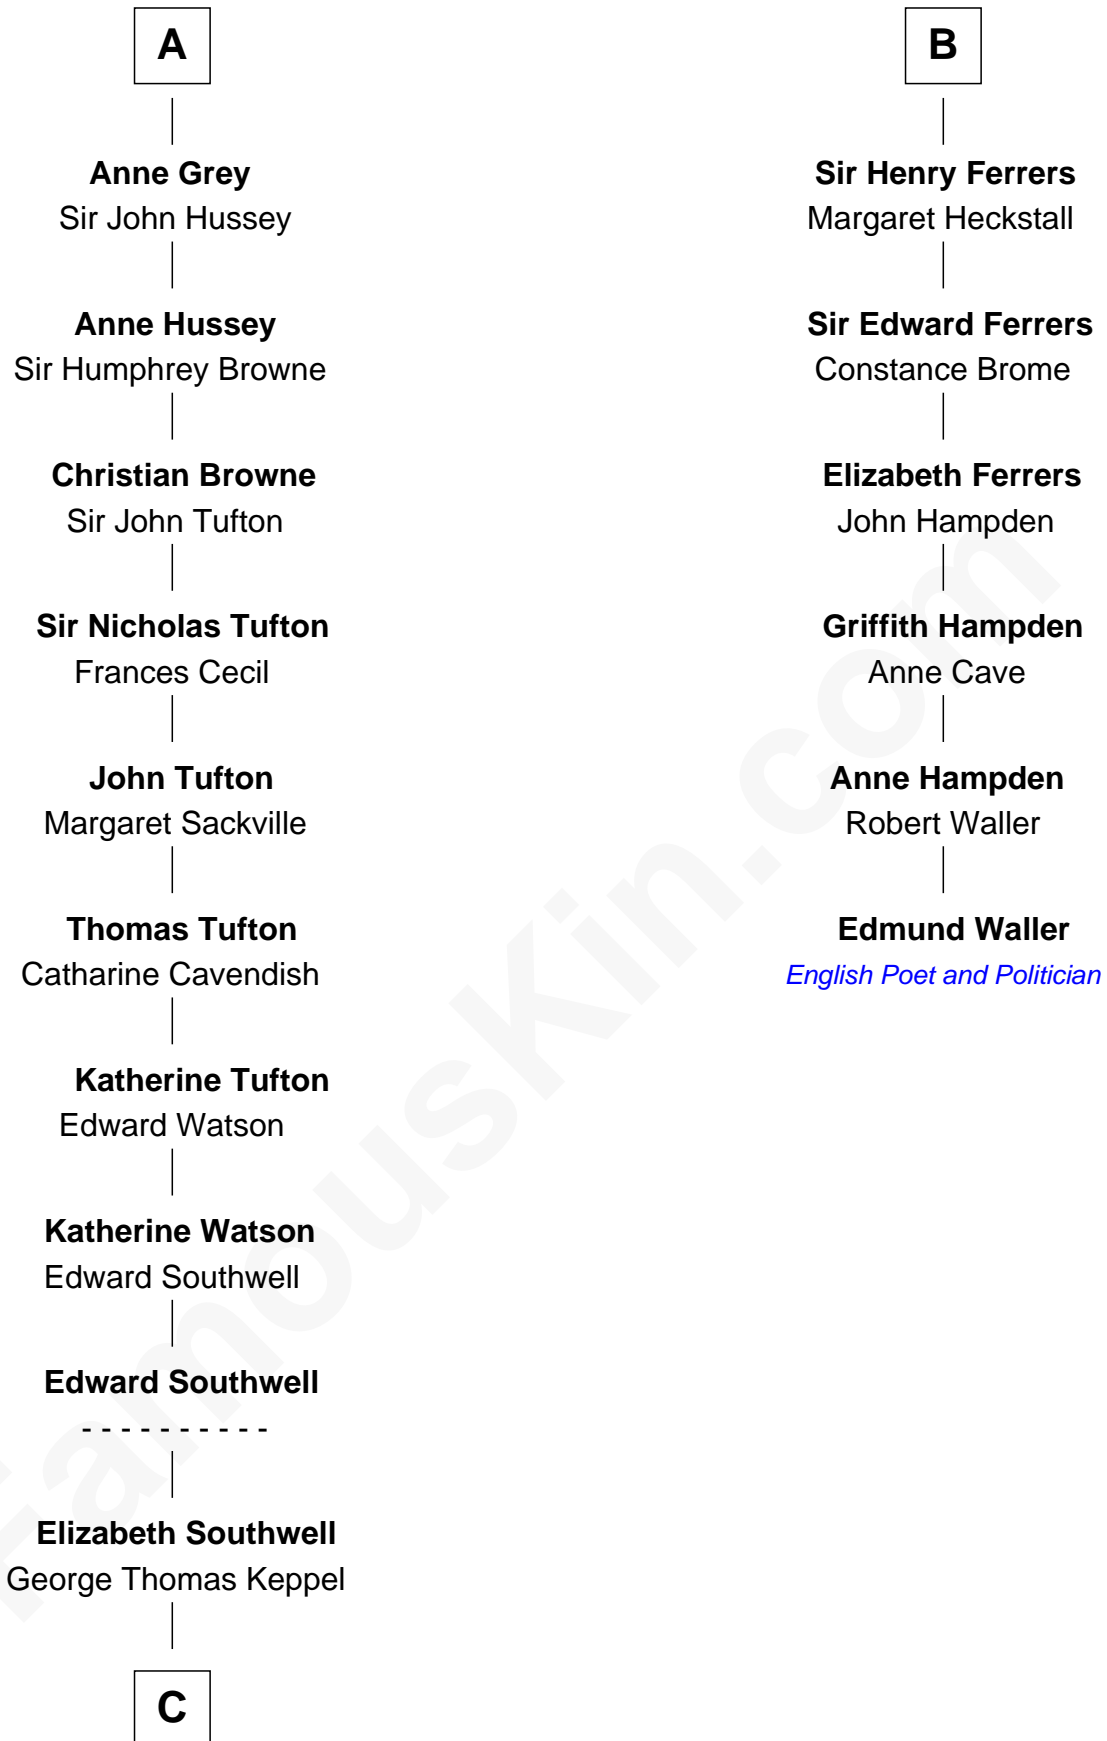 A
Anne Grey
Sir John Hussey
Anne Hussey
Sir Humphrey Browne
Christian Browne
Sir John Tufton
Sir Nicholas Tufton
Frances Cecil
John Tufton
Margaret Sackville
Thomas Tufton
Catharine Cavendish
Katherine Tufton
Edward Watson
Katherine Watson
Edward Southwell
Edward Southwell
- - - - - - - - - -
Elizabeth Southwell
George Thomas Keppel
C
B
Sir Henry Ferrers
Margaret Heckstall
Sir Edward Ferrers
Constance Brome
Elizabeth Ferrers
John Hampden
Griffith Hampden
Anne Cave
Anne Hampden
Robert Waller
Edmund Waller
English Poet and Politician
FamousKin.com